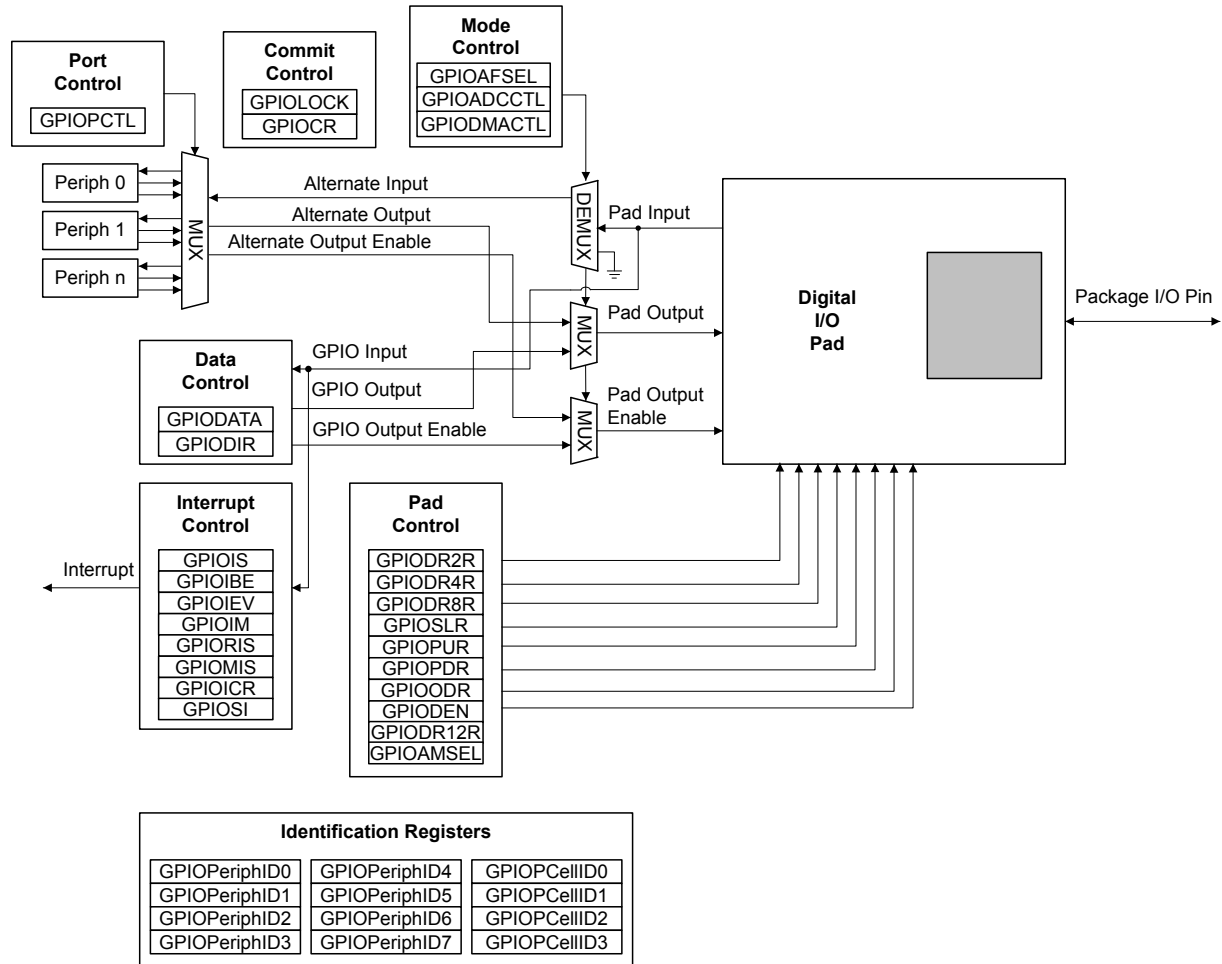 Port
Control
GPIOPCTL
Commit
Control
GPIOLOCK
GPIOCR
Mode
Control
GPIOAFSEL
GPIOADCCTL
GPIODMACTL
Periph 0
Periph 1
Periph n
MUX
Alternate Input
Alternate Output
Alternate Output Enable
DEMUX
Pad Input
MUX
Pad Output
MUX
Pad Output
Enable
Digital
I/O
Pad
Package I/O Pin
Data
Control
GPIODATA
GPIODIR
GPIO Input
GPIO Output
GPIO Output Enable
Interrupt
Control
GPIOIS
GPIOIBE
GPIOIEV
GPIOIM
GPIORIS
GPIOMIS
GPIOICR
GPIOSI
Interrupt
Pad
Control
GPIODR2R
GPIODR4R
GPIODR8R
GPIOSLR
GPIOPUR
GPIOPDR
GPIOODR
GPIODEN
GPIODR12R
GPIOAMSEL
Identification Registers
GPIOPeriphID0
GPIOPeriphID1
GPIOPeriphID2
GPIOPeriphID3
GPIOPeriphID4
GPIOPeriphID5
GPIOPeriphID6
GPIOPeriphID7
GPIOPCellID0
GPIOPCellID1
GPIOPCellID2
GPIOPCellID3